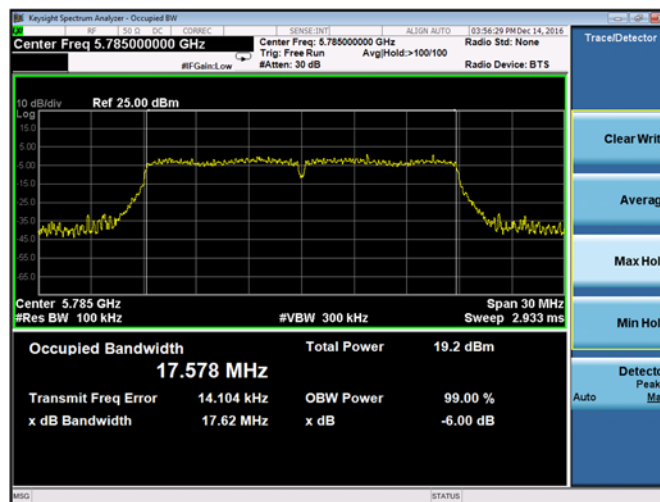 Keysight Spectrum Analyzer - Occupied BW
RF 50 Ω DC CORREC SENSE:INT ALIGN AUTO 03:56:29 PM Dec 14, 2016
Center Freq 5.785000000 GHz Center Freq: 5.785000000 GHz Radio Std: None
Trig: Free Run Avg|Hold:>100/100
#IFGain:Low #Atten: 30 dB Radio Device: BTS
10 dB/div Ref 25.00 dBm
Log
15.0
5.00
-5.00
-15.0
-25.0
-35.0
-45.0
-55.0
-65.0
Center 5.785 GHz Span 30 MHz
#Res BW 100 kHz #VBW 300 kHz Sweep 2.933 ms
Occupied Bandwidth Total Power 19.2 dBm
17.578 MHz
Transmit Freq Error 14.104 kHz OBW Power 99.00 %
x dB Bandwidth 17.62 MHz x dB -6.00 dB
MSG STATUS
Trace/Detector
Clear Writ
Averag
Max Hol
Min Hol
Detecto
Peak
Auto Ma